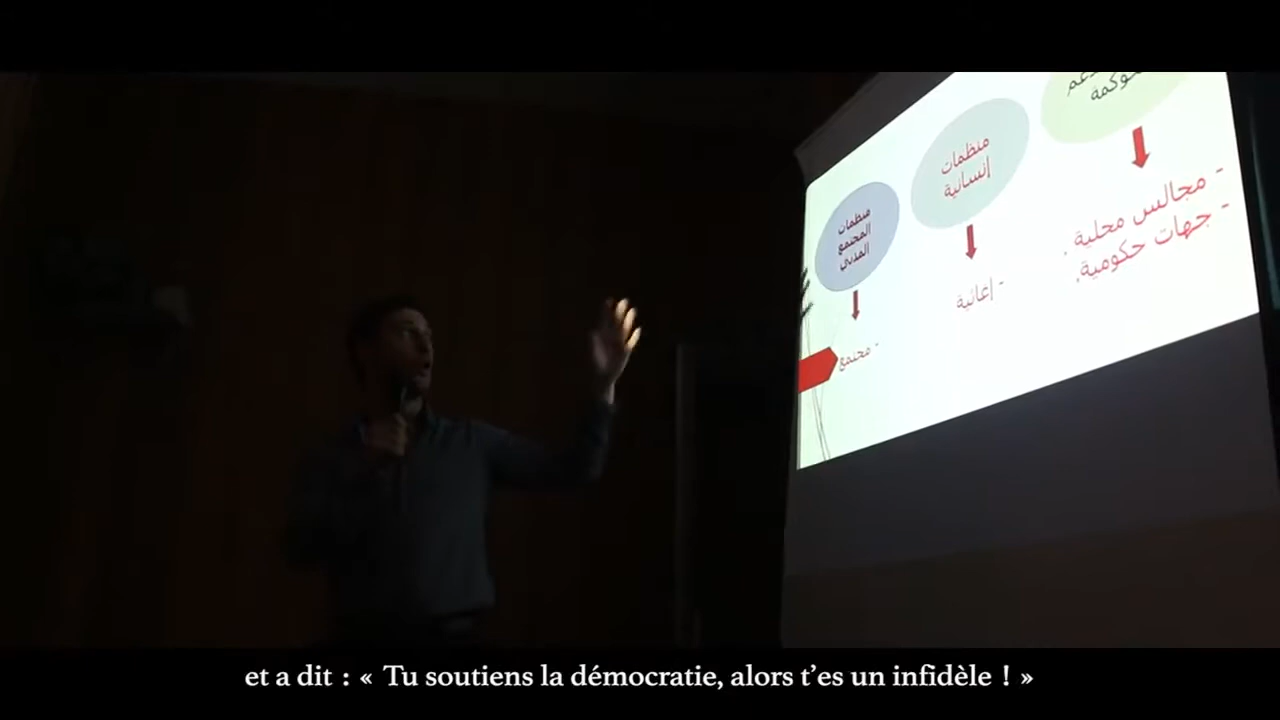 حوكمة
- مجالس محلية.
- جهات حكومية.
منظمات
إنسانية
- إغاثية
منظمات
المجتمع
المدني
- مجتمع
et a dit : « Tu soutiens la démocratie, alors t’es un infidèle ! »